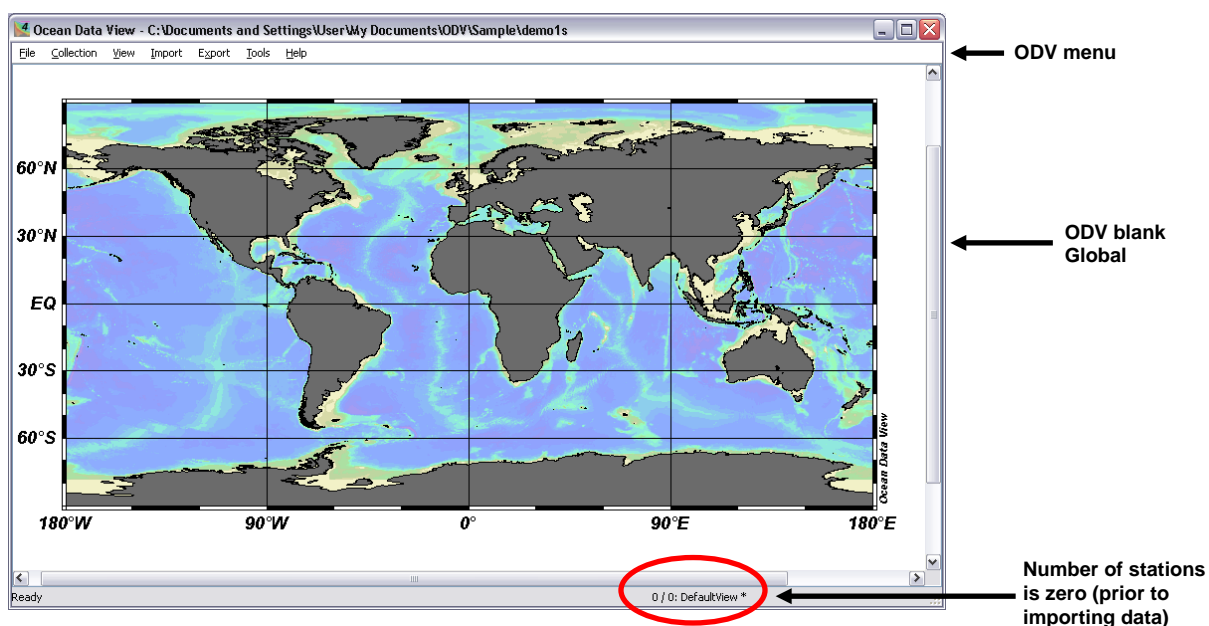 Ocean Data View - C:\Documents and Settings\User\My Documents\ODV\Sample\demo1s
File Collection View Import Export Tools Help
ODV menu
60°N
30°N
EQ
30°S
60°S
180°W 90°W 0° 90°E 180°E
Ocean Data View
ODV blank
Global
Ready
0 / 0: DefaultView *
Number of stations
is zero (prior to
importing data)